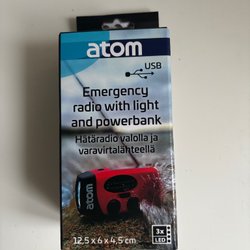 atom
USB
Emergency
radio with light
and powerbank
Hätäradio valolla ja
varavirtalähteellä
atom
12,5 x 6 x 4,5 cm
3x
LED